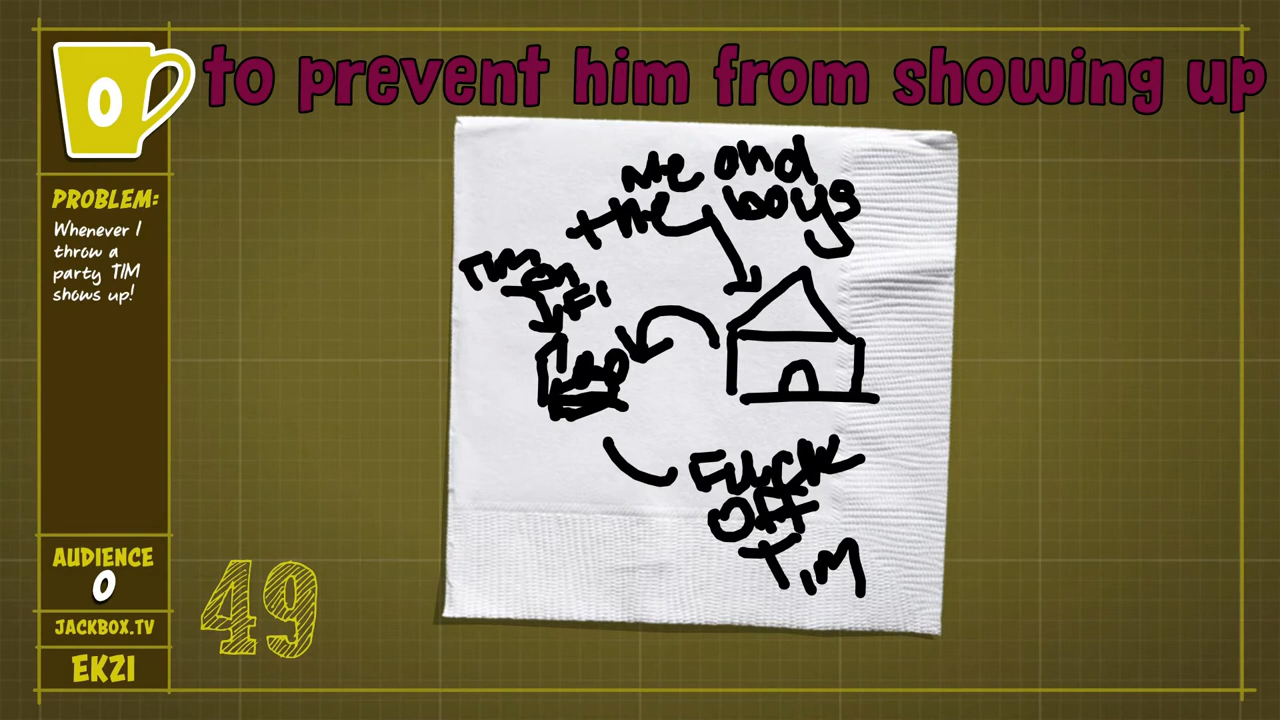 0
to prevent him from showing up
PROBLEM:
Whenever I
throw a
party TIM
shows up!
me and
the boys
Fuck
OFF
TiM
AUDIENCE
0
JACKBOX.TV
EKZI
49